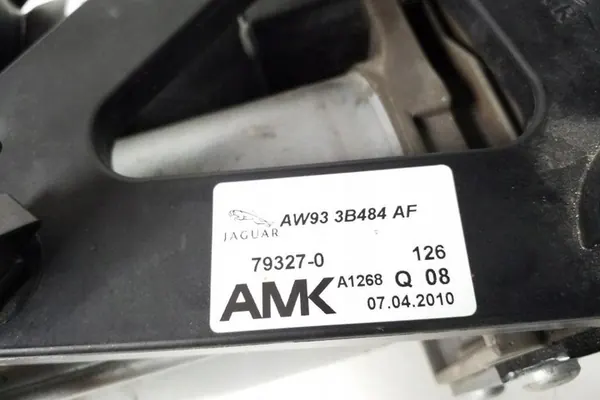 JAGUAR AW93 3B484 AF
79327-0 126
AMK A1268 Q 08
07.04.2010